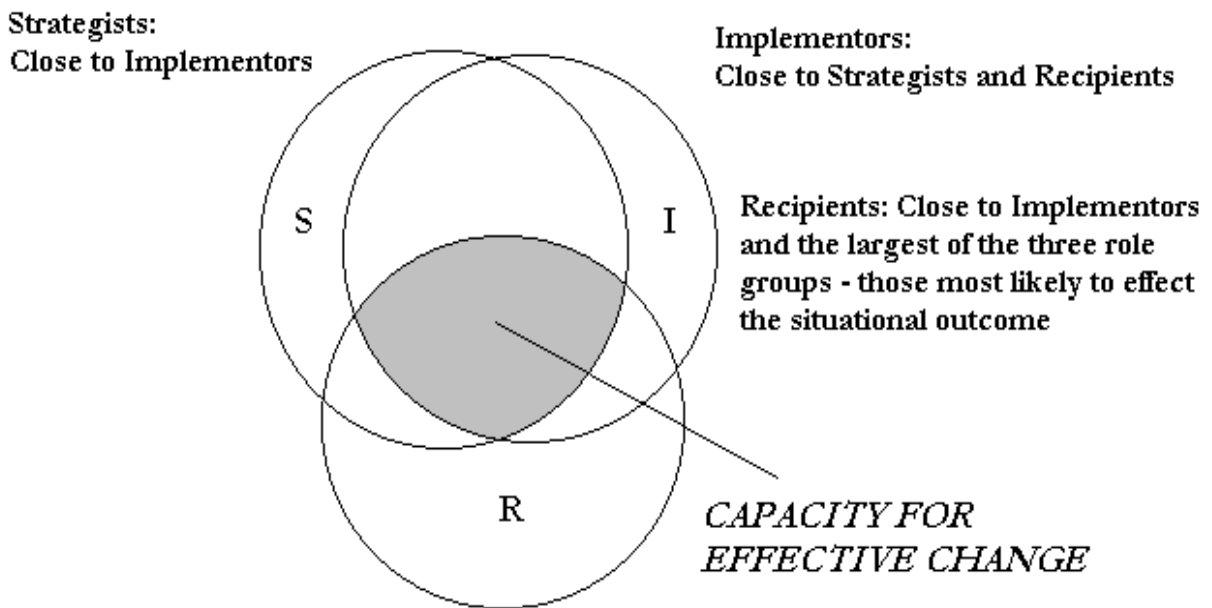 Strategists:
Close to Implementors
Implementors:
Close to Strategists and Recipients
S
I
Recipients: Close to Implementors
and the largest of the three role
groups - those most likely to effect
the situational outcome
R
CAPACITY FOR
EFFECTIVE CHANGE